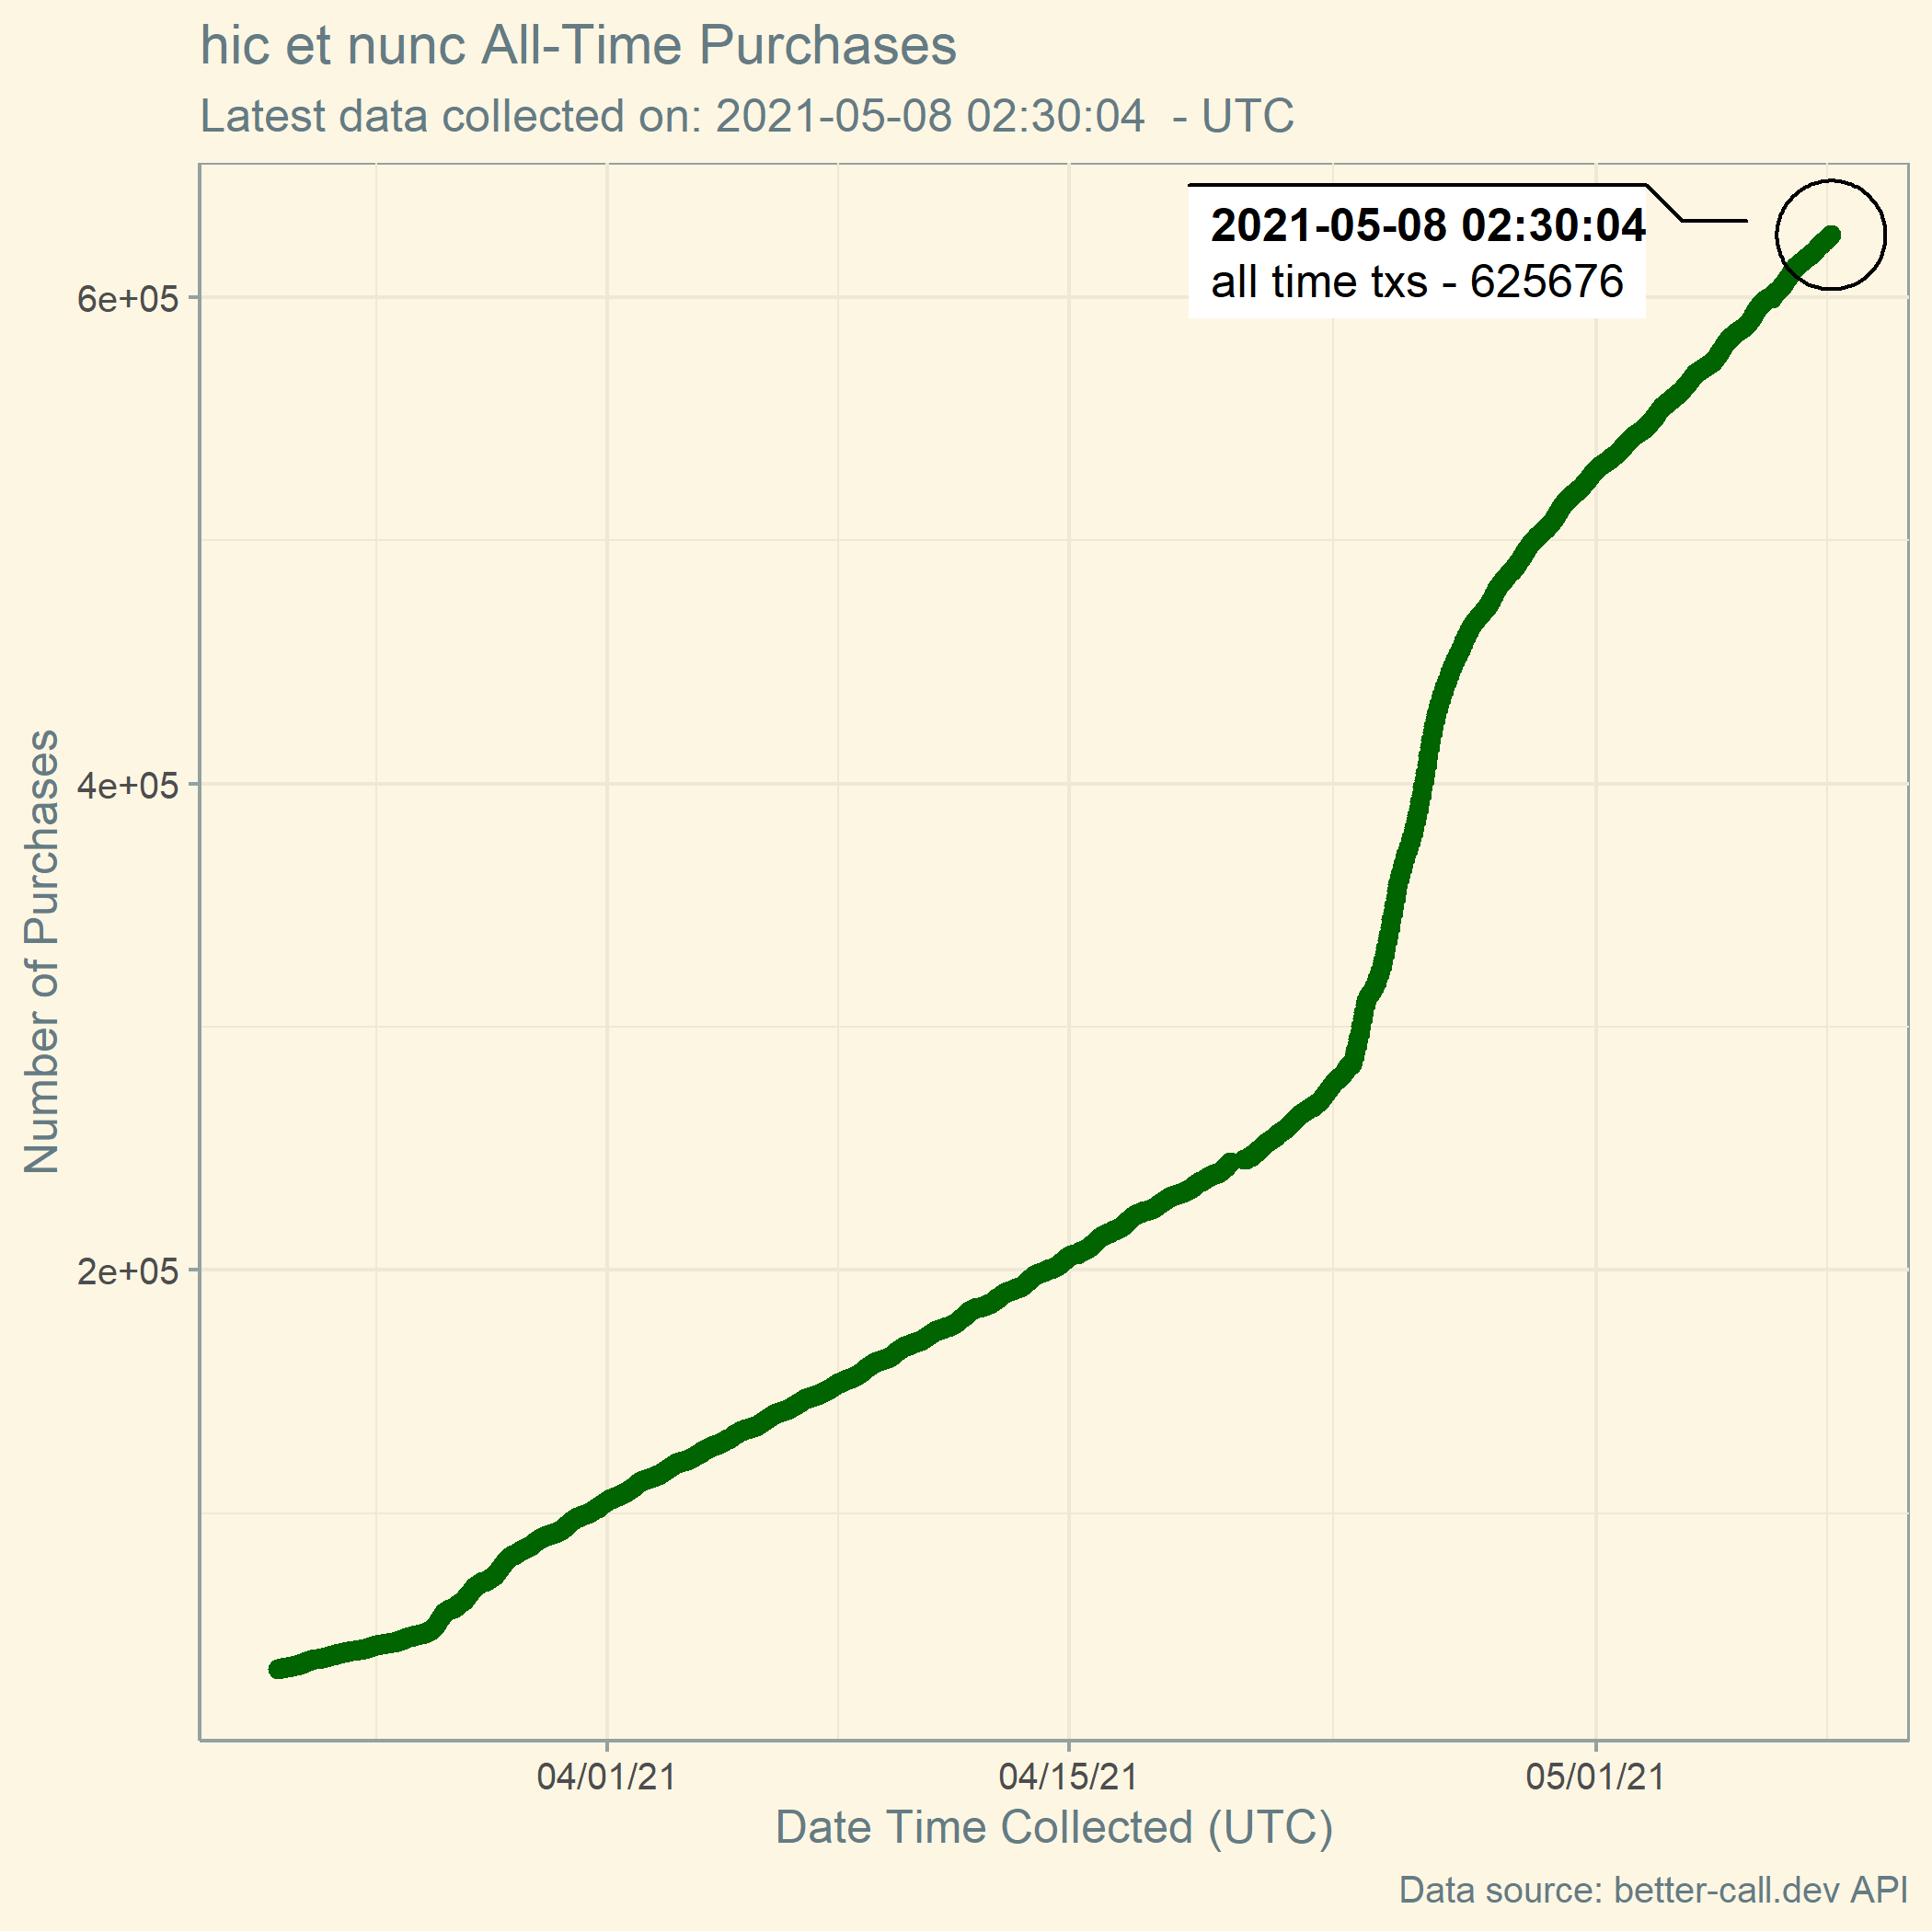 hic et nunc All-Time Purchases
Latest data collected on: 2021-05-08 02:30:04  - UTC
2021-05-08 02:30:04
all time txs - 625676
6e+05
4e+05
2e+05
Number of Purchases
04/01/21
04/15/21
05/01/21
Date Time Collected (UTC)
Data source: better-call.dev API